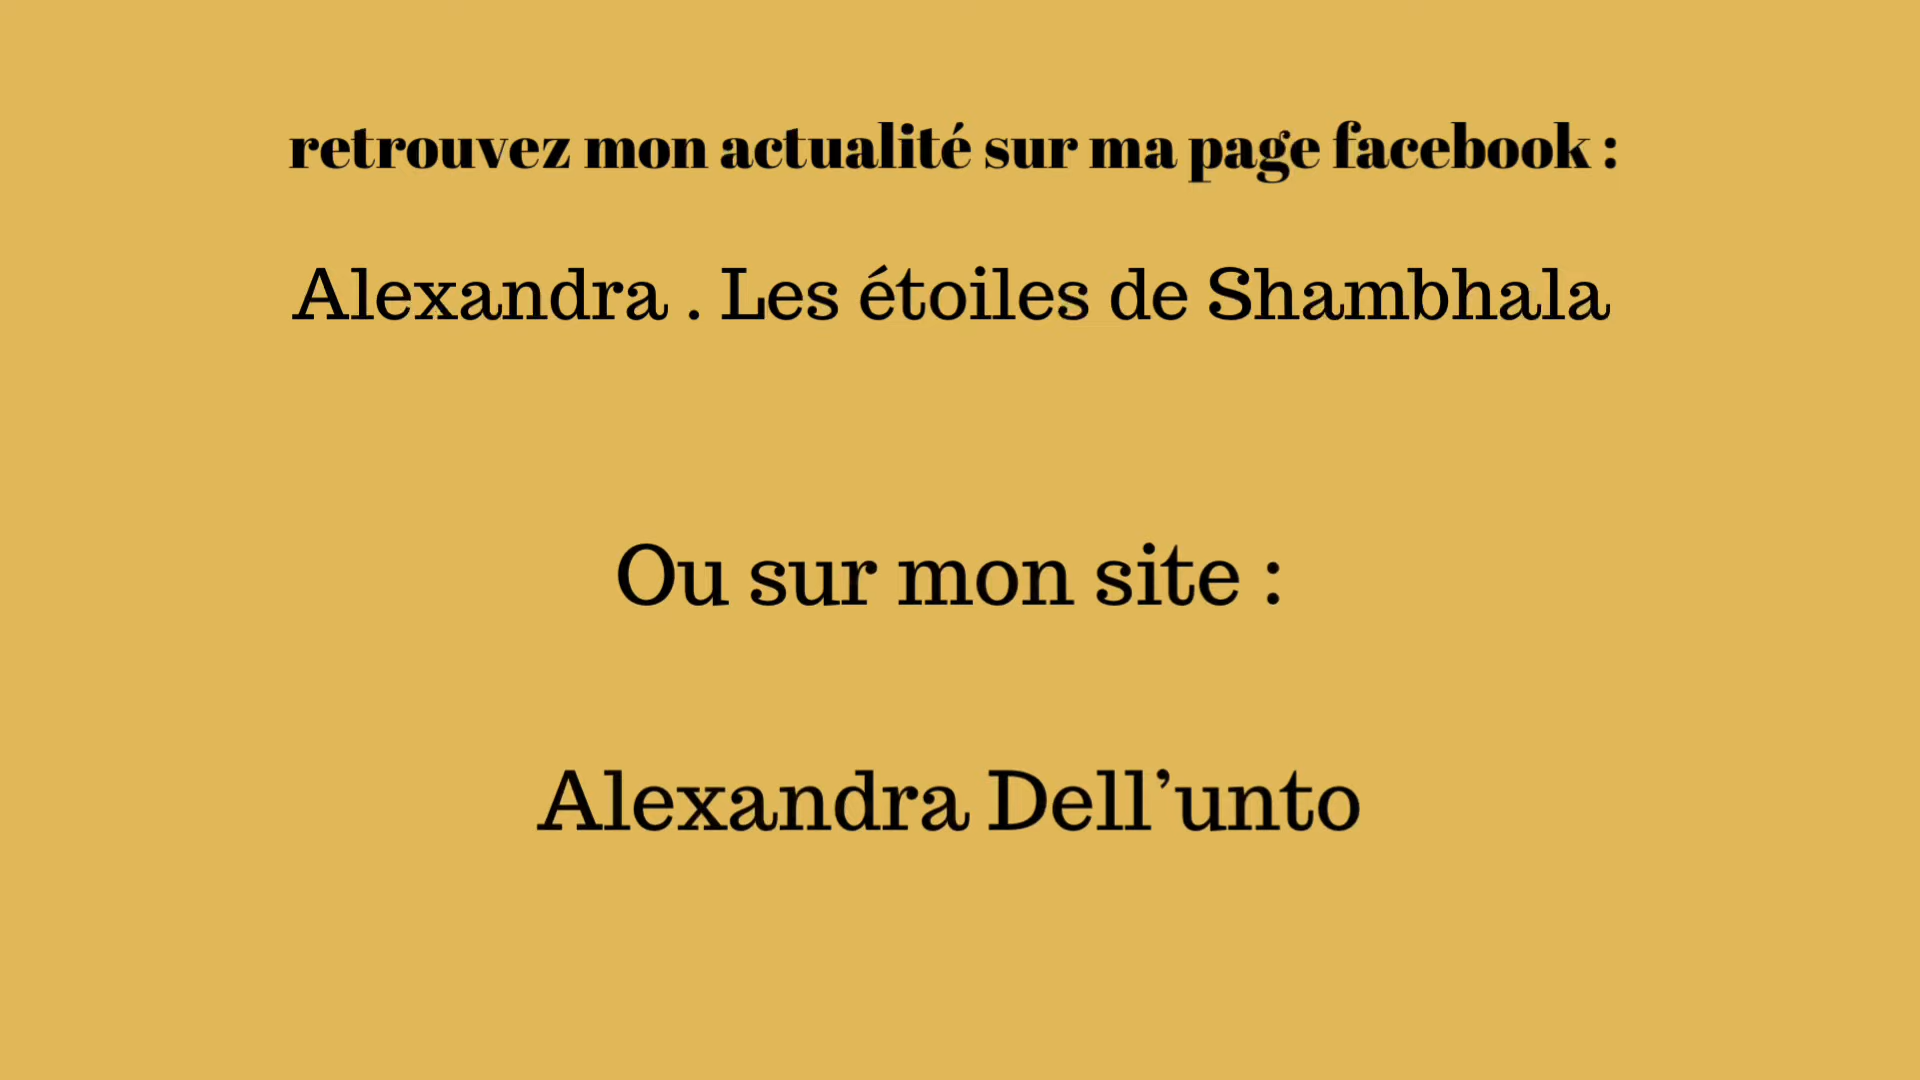 retrouvez mon actualité sur ma page facebook :
Alexandra . Les étoiles de Shambhala
Ou sur mon site :
Alexandra Dell’unto